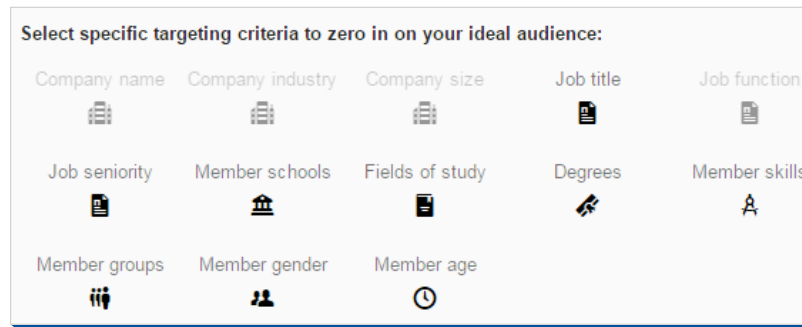 Select specific targeting criteria to zero in on your ideal audience:
Company name Company industry Company size Job title Job function
Job seniority Member schools Fields of study Degrees Member skills
Member groups Member gender Member age